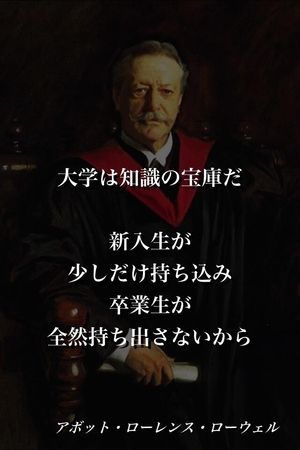 大学は知識の宝庫だ
新入生が
少しだけ持ち込み
卒業生が
全然持ち出さないから
アボット・ローレンス・ローウェル